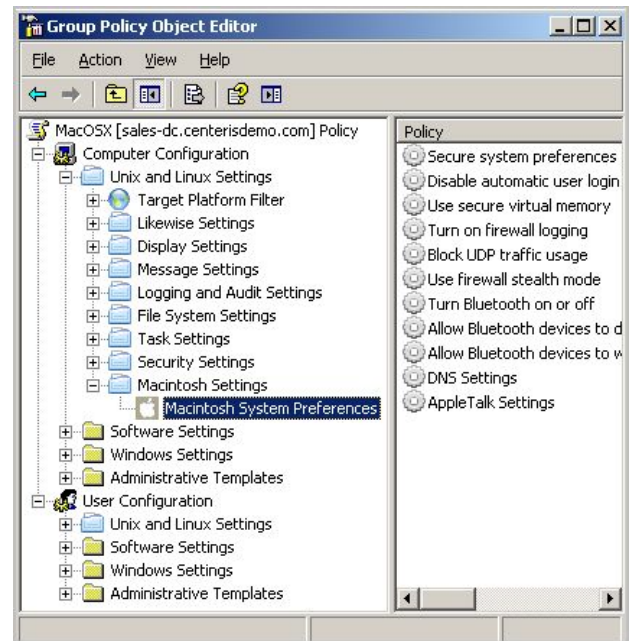 Group Policy Object Editor
File Action View Help
MacOSX [sales-dc.centerisdemo.com] Policy
Computer Configuration
Unix and Linux Settings
Target Platform Filter
Likewise Settings
Display Settings
Message Settings
Logging and Audit Settings
File System Settings
Task Settings
Security Settings
Macintosh Settings
Macintosh System Preferences
Software Settings
Windows Settings
Administrative Templates
User Configuration
Unix and Linux Settings
Software Settings
Windows Settings
Administrative Templates
Policy
Secure system preferences
Disable automatic user login
Use secure virtual memory
Turn on firewall logging
Block UDP traffic usage
Use firewall stealth mode
Turn Bluetooth on or off
Allow Bluetooth devices to d
Allow Bluetooth devices to w
DNS Settings
AppleTalk Settings